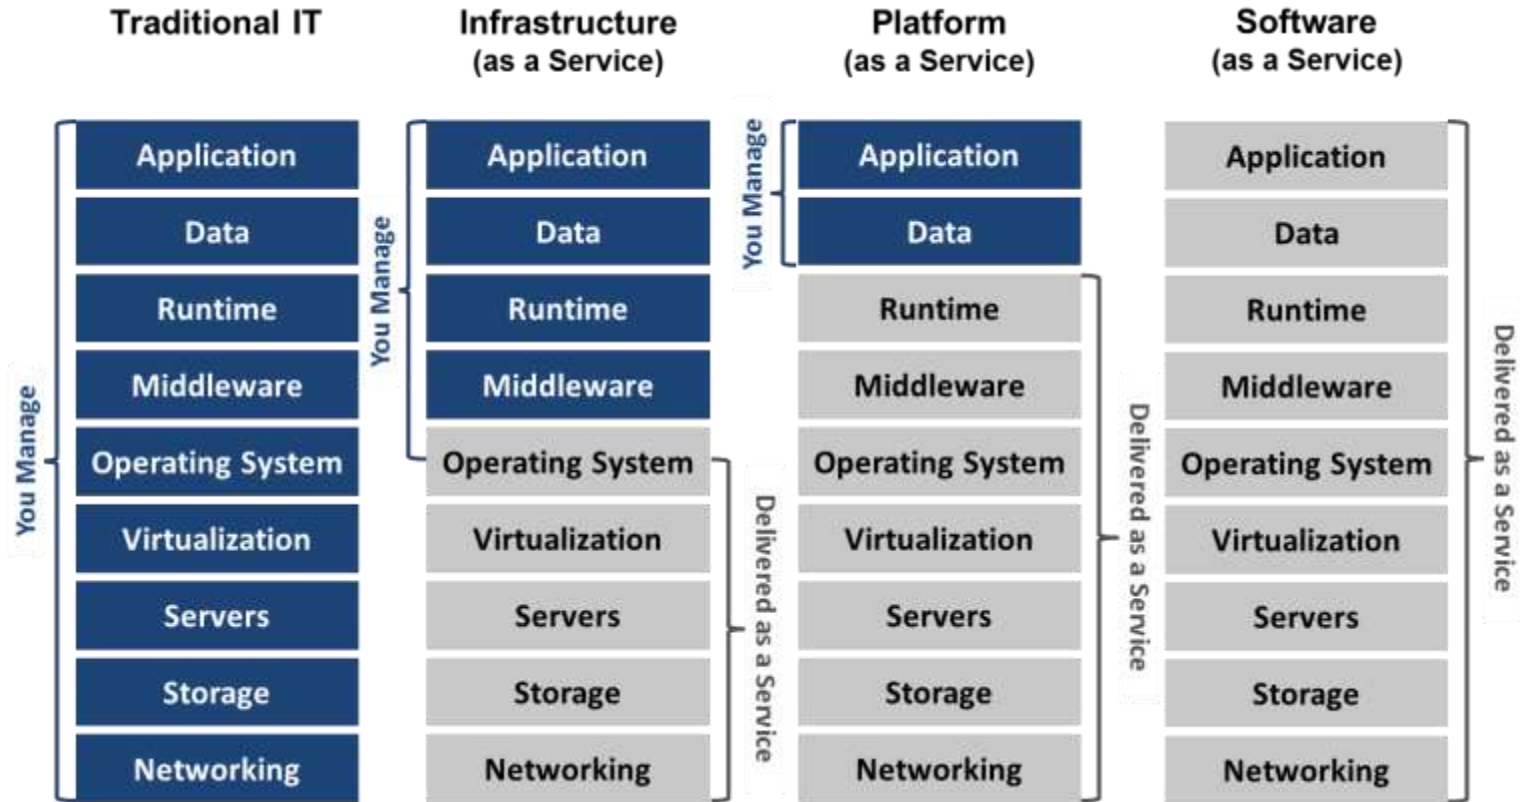 Traditional IT
Infrastructure
(as a Service)
Platform
(as a Service)
Software
(as a Service)
You Manage
Application
Data
Runtime
Middleware
Operating System
Virtualization
Servers
Storage
Networking
You Manage
Application
Data
Runtime
Middleware
Operating System
Virtualization
Servers
Storage
Networking
Delivered as a Service
You Manage
Application
Data
Runtime
Middleware
Operating System
Virtualization
Servers
Storage
Networking
Delivered as a Service
Application
Data
Runtime
Middleware
Operating System
Virtualization
Servers
Storage
Networking
Delivered as a Service